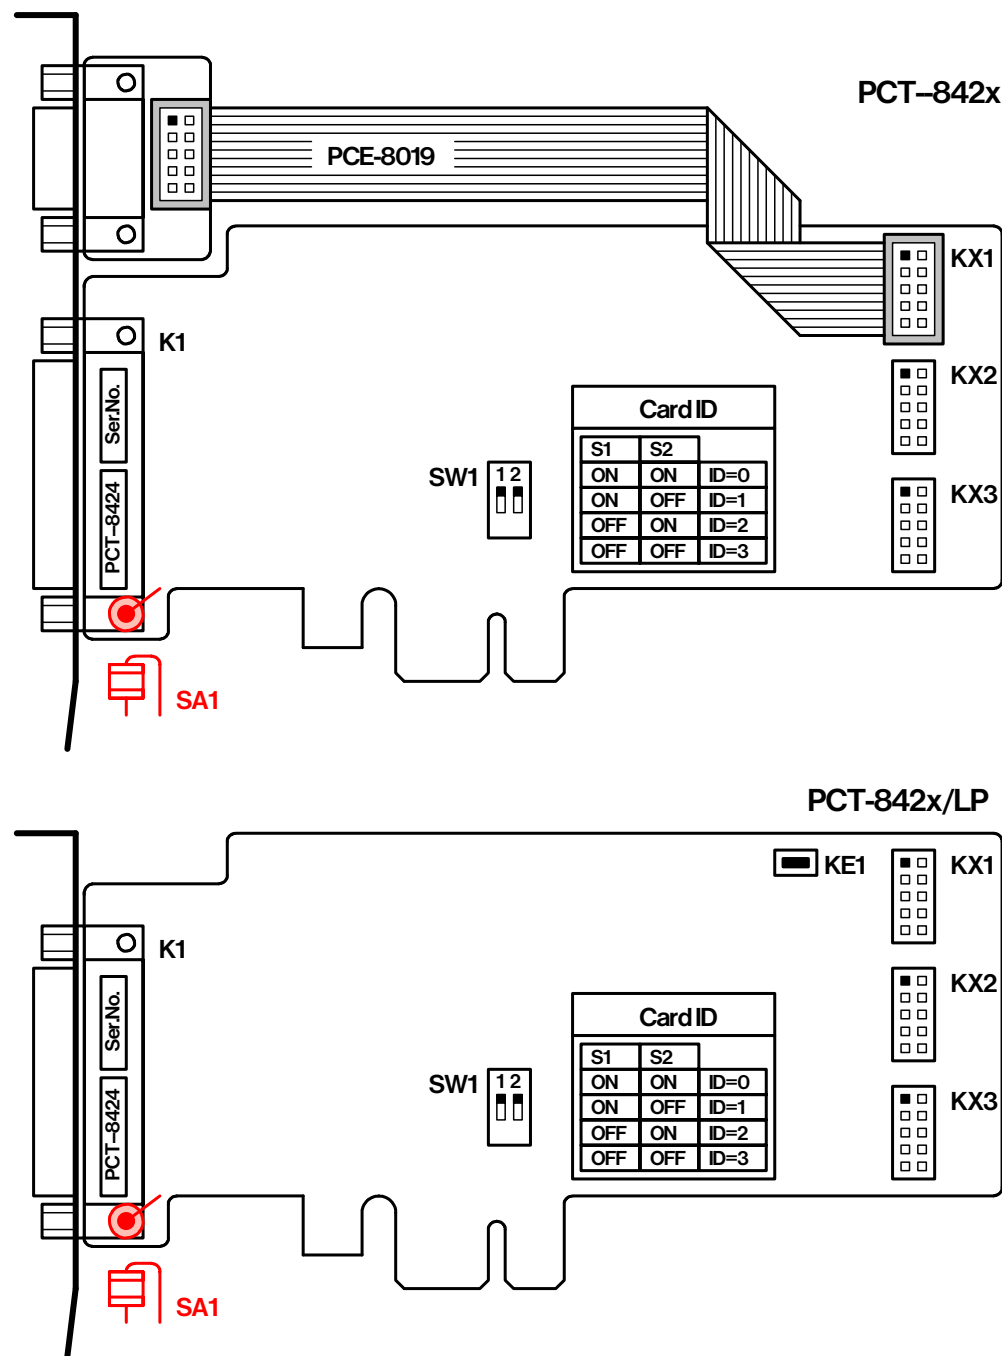 PCT--842x
PCE-8019
KX1
K1
KX2
Ser.No.
Card ID
S1 S2
SW1 1 2
ON ON ID=0
KX3
ON OFF ID=1
PCT-8424
OFF ON ID=2
OFF OFF ID=3
SA1
PCT-842x/LP
KE1
KX1
K1
KX2
Ser.No.
Card ID
S1 S2
SW1 1 2
ON ON ID=0
KX3
ON OFF ID=1
PCT-8424
OFF ON ID=2
OFF OFF ID=3
SA1